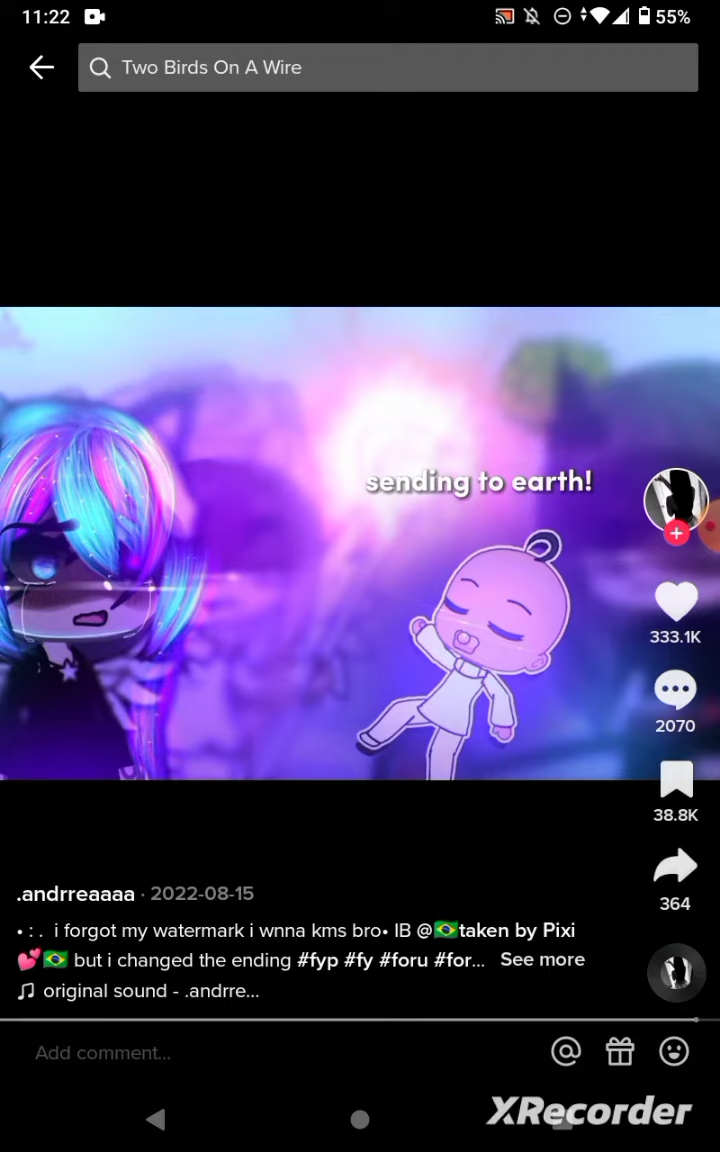 11:22
55%
Two Birds On A Wire
sending to earth!
333.1K
2070
38.8K
364
.andrreaaaa · 2022-08-15
• : .  i forgot my watermark i wnna kms bro• IB @🇧🇷taken by Pixi
💕🇧🇷 but i changed the ending #fyp #fy #foru #for... See more
original sound - .andrre...
Add comment...
XRecorder